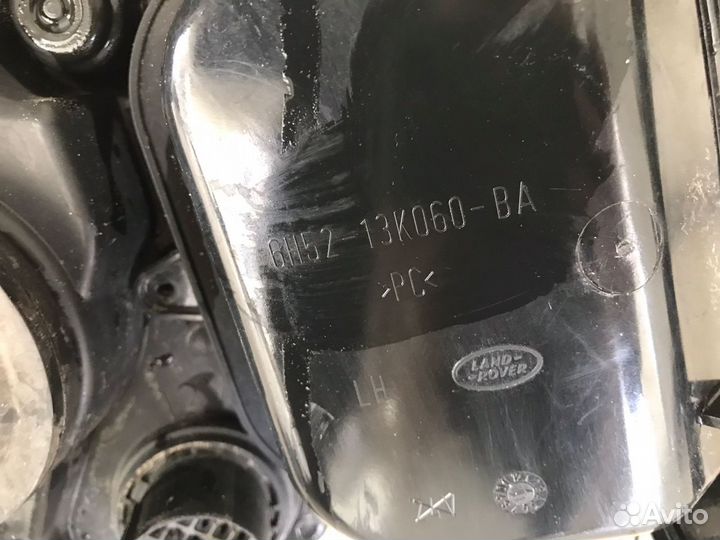 6H52-13K060-BA
>PC<
LAND-
-ROVER
LH
Avito